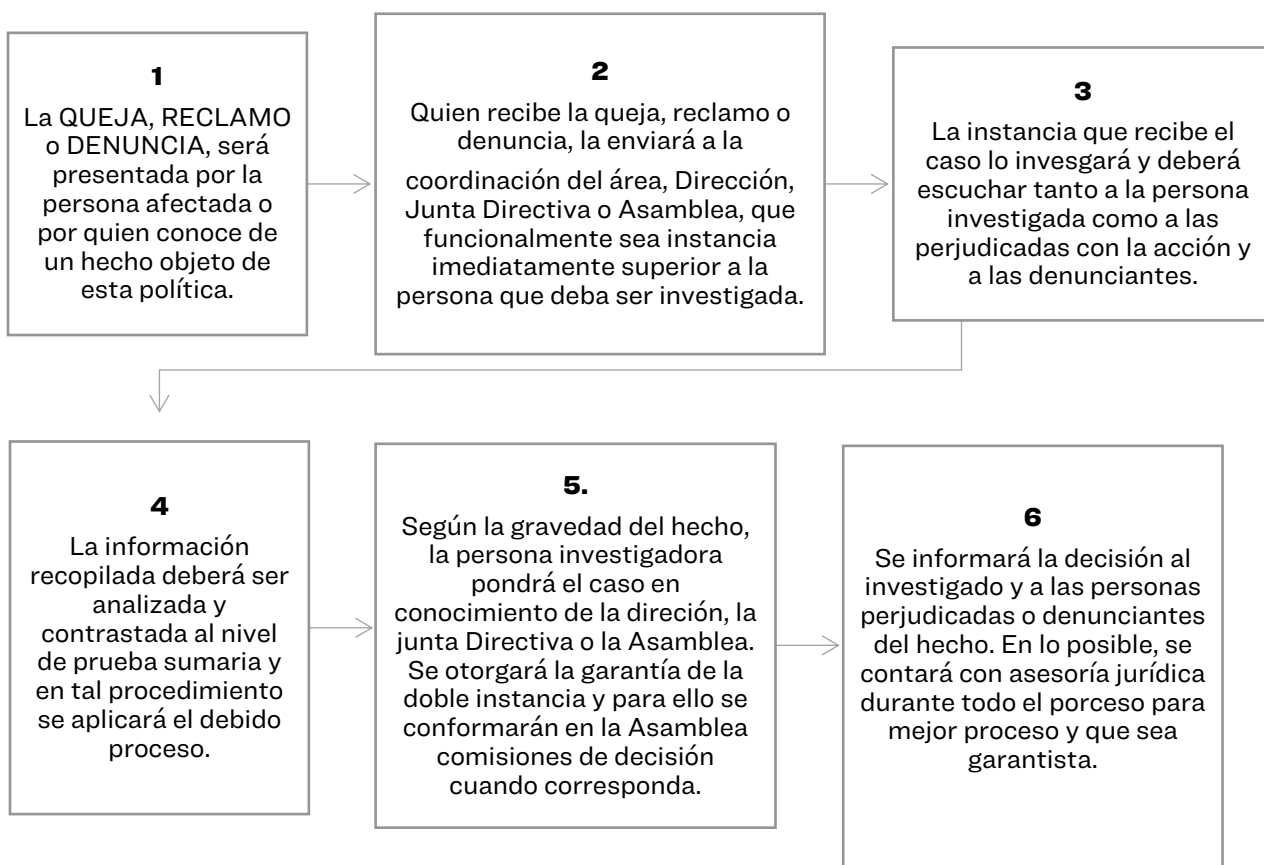 1
La QUEJA, RECLAMO
o DENUNCIA, será
presentada por la
persona afectada o
por quien conoce de
un hecho objeto de
esta política.
2
Quien recibe la queja, reclamo o
denuncia, la enviará a la
coordinación del área, Dirección,
Junta Directiva o Asamblea, que
funcionalmente sea instancia
imediatamente superior a la
persona que deba ser investigada.
3
La instancia que recibe el
caso lo invesgará y deberá
escuchar tanto a la persona
investigada como a las
perjudicadas con la acción y
a las denunciantes.
4
La información
recopilada deberá ser
analizada y
contrastada al nivel
de prueba sumaria y
en tal procedimiento
se aplicará el debido
proceso.
5.
Según la gravedad del hecho,
la persona investigadora
pondrá el caso en
conocimiento de la direción, la
junta Directiva o la Asamblea.
Se otorgará la garantía de la
doble instancia y para ello se
conformarán en la Asamblea
comisiones de decisión
cuando corresponda.
6
Se informará la decisión al
investigado y a las personas
perjudicadas o denunciantes
del hecho. En lo posible, se
contará con asesoría jurídica
durante todo el porceso para
mejor proceso y que sea
garantista.